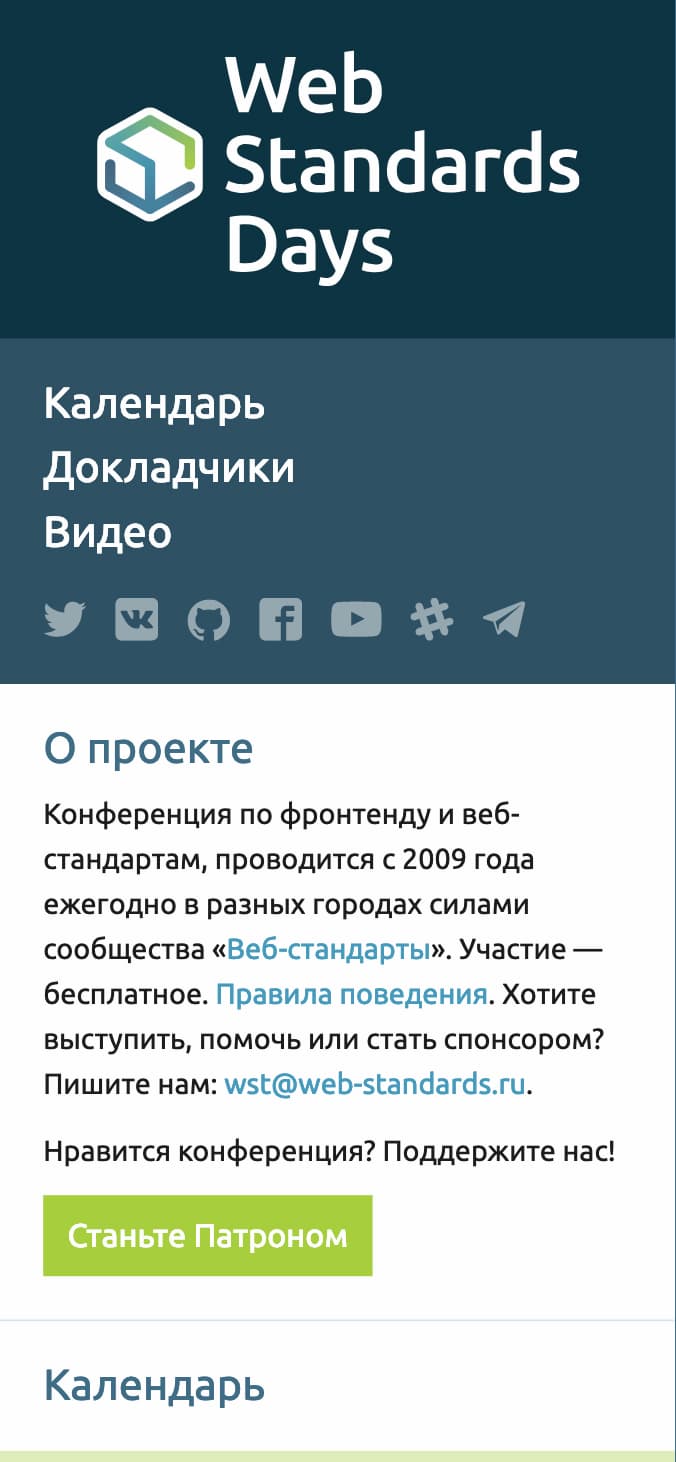 Web
Standards
Days
Календарь
Докладчики
Видео
О проекте
Конференция по фронтенду и веб-
стандартам, проводится с 2009 года
ежегодно в разных городах силами
сообщества «Веб-стандарты». Участие —
бесплатное. Правила поведения. Хотите
выступить, помочь или стать спонсором?
Пишите нам: wst@web-standards.ru.
Нравится конференция? Поддержите нас!
Станьте Патроном
Календарь